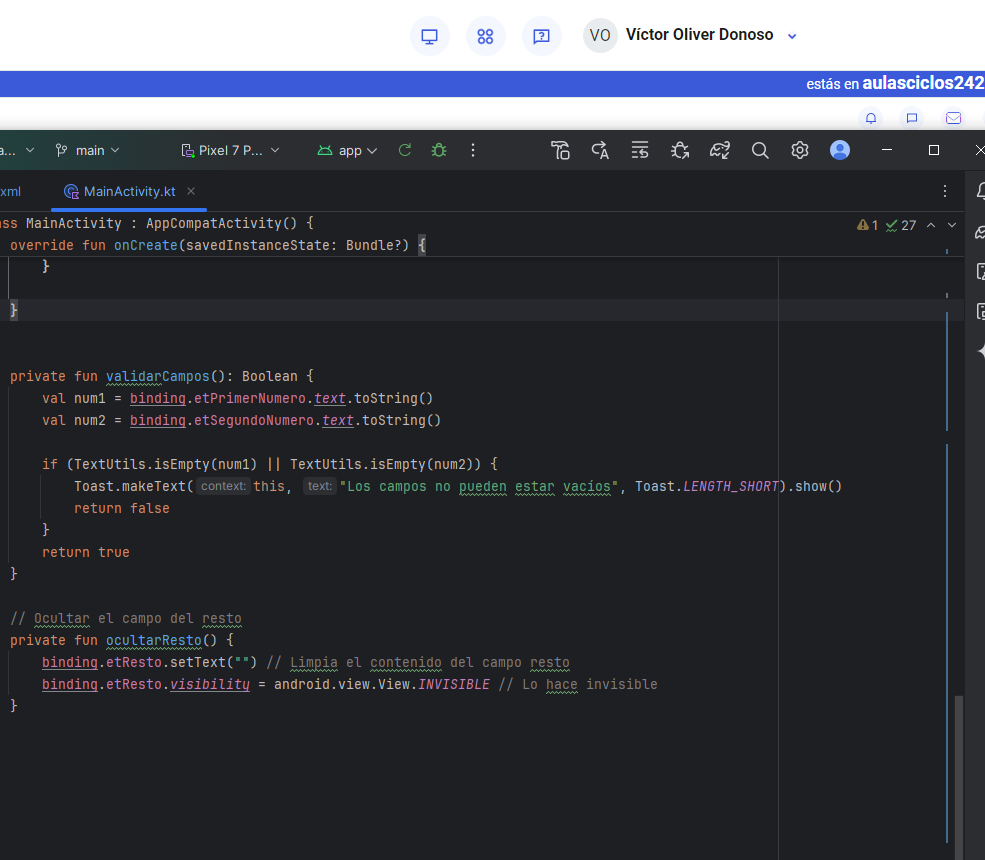 VO Víctor Oliver Donoso
estás en aulasciclos242
a... main Pixel 7 P... app
xml MainActivity.kt
ss MainActivity : AppCompatActivity() {
1 27
override fun onCreate(savedInstanceState: Bundle?) {
}
}
private fun validarCampos(): Boolean {
val num1 = binding.etPrimerNumero.text.toString()
val num2 = binding.etSegundoNumero.text.toString()
if (TextUtils.isEmpty(num1) || TextUtils.isEmpty(num2)) {
Toast.makeText( context: this, text: "Los campos no pueden estar vacíos", Toast.LENGTH_SHORT).show()
return false
}
return true
}
// Ocultar el campo del resto
private fun ocultarResto() {
binding.etResto.setText("") // Limpia el contenido del campo resto
binding.etResto.visibility = android.view.View.INVISIBLE // Lo hace invisible
}